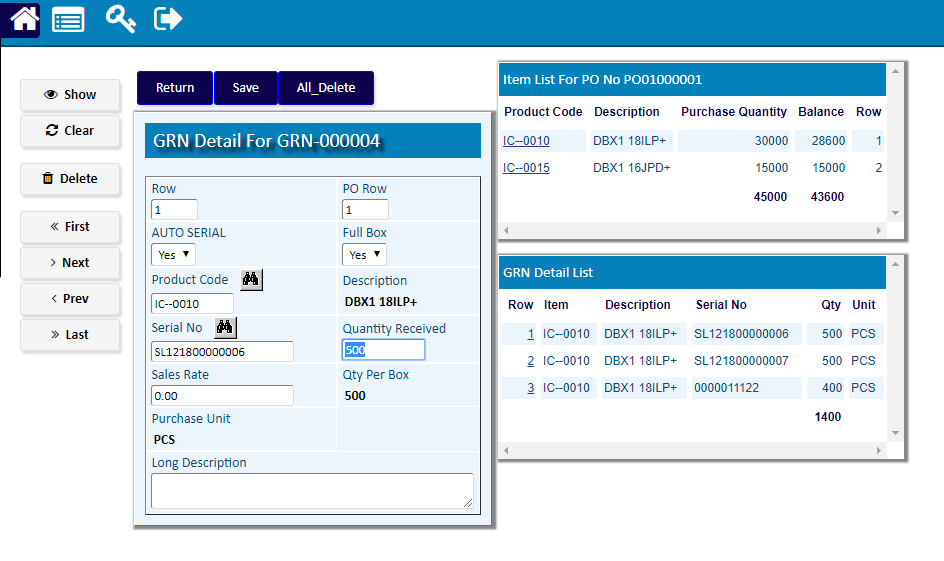 Show
Clear
Delete
« First
> Next
< Prev
» Last
Return Save All_Delete
GRN Detail For GRN-000004
Row PO Row
1 1
AUTO SERIAL Full Box
Yes Yes
Product Code Description
IC--0010 DBX1 18ILP+
Serial No Quantity Received
SL121800000006 500
Sales Rate Qty Per Box
0.00 500
Purchase Unit
PCS
Long Description
Item List For PO No PO01000001
Product Code Description Purchase Quantity Balance Row
IC--0010 DBX1 18ILP+ 30000 28600 1
IC--0015 DBX1 16JPD+ 15000 15000 2
45000 43600
GRN Detail List
Row Item Description Serial No Qty Unit
1 IC--0010 DBX1 18ILP+ SL121800000006 500 PCS
2 IC--0010 DBX1 18ILP+ SL121800000007 500 PCS
3 IC--0010 DBX1 18ILP+ 0000011122 400 PCS
1400